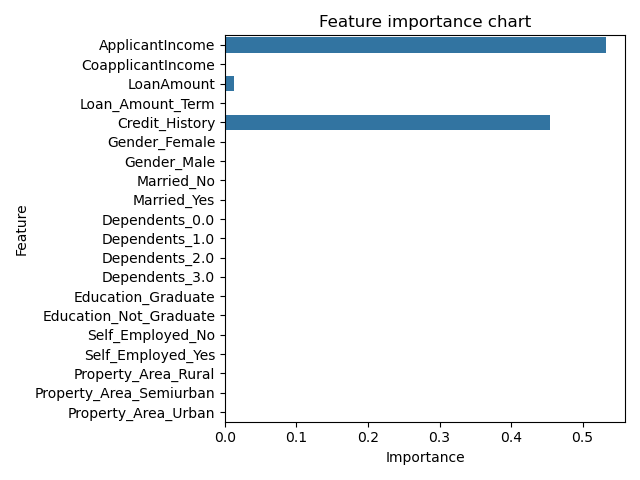 Feature importance chart
ApplicantIncome
CoapplicantIncome
LoanAmount
Loan_Amount_Term
Credit_History
Gender_Female
Gender_Male
Married_No
Married_Yes
Dependents_0.0
Dependents_1.0
Dependents_2.0
Dependents_3.0
Education_Graduate
Education_Not_Graduate
Self_Employed_No
Self_Employed_Yes
Property_Area_Rural
Property_Area_Semiurban
Property_Area_Urban
Feature
0.0 0.1 0.2 0.3 0.4 0.5
Importance